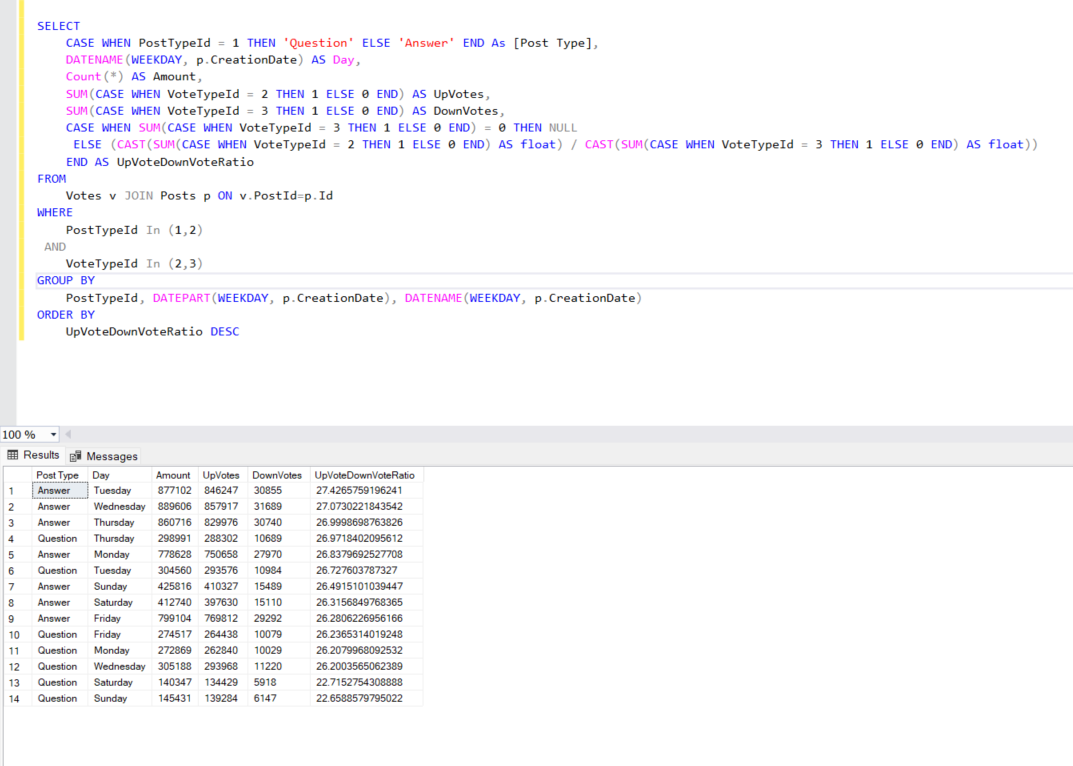 SELECT
CASE WHEN PostTypeId = 1 THEN 'Question' ELSE 'Answer' END As [Post Type],
DATENAME(WEEKDAY, p.CreationDate) AS Day,
Count(*) AS Amount,
SUM(CASE WHEN VoteTypeId = 2 THEN 1 ELSE 0 END) AS UpVotes,
SUM(CASE WHEN VoteTypeId = 3 THEN 1 ELSE 0 END) AS DownVotes,
CASE WHEN SUM(CASE WHEN VoteTypeId = 3 THEN 1 ELSE 0 END) = 0 THEN NULL
ELSE (CAST(SUM(CASE WHEN VoteTypeId = 2 THEN 1 ELSE 0 END) AS float) / CAST(SUM(CASE WHEN VoteTypeId = 3 THEN 1 ELSE 0 END) AS float))
END AS UpVoteDownVoteRatio
FROM
Votes v JOIN Posts p ON v.PostId=p.Id
WHERE
PostTypeId In (1,2)
AND
VoteTypeId In (2,3)
GROUP BY
PostTypeId, DATEPART(WEEKDAY, p.CreationDate), DATENAME(WEEKDAY, p.CreationDate)
ORDER BY
UpVoteDownVoteRatio DESC
100 %
Results Messages
Post Type Day Amount UpVotes DownVotes UpVoteDownVoteRatio
1 Answer Tuesday 877102 846247 30855 27.4265759196241
2 Answer Wednesday 889606 857917 31689 27.0730221843542
3 Answer Thursday 860716 829976 30740 26.9998698763826
4 Question Thursday 298991 288302 10689 26.9718402095612
5 Answer Monday 778628 750658 27970 26.8379692527708
6 Question Tuesday 304560 293576 10984 26.727603787327
7 Answer Sunday 425816 410327 15489 26.4915101039447
8 Answer Saturday 412740 397630 15110 26.3156849768365
9 Answer Friday 799104 769812 29292 26.2806226956166
10 Question Friday 274517 264438 10079 26.2365314019248
11 Question Monday 272869 262840 10029 26.2079968092532
12 Question Wednesday 305188 293968 11220 26.2003565062389
13 Question Saturday 140347 134429 5918 22.7152754308888
14 Question Sunday 145431 139284 6147 22.6588579795022